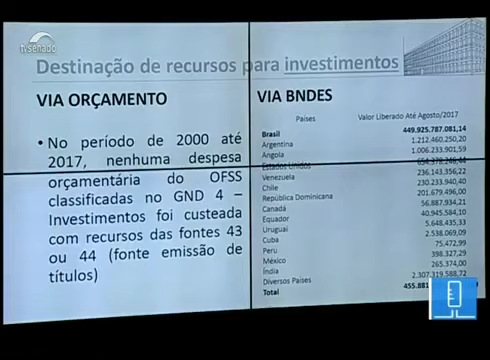 tvsenado
Destinação de recursos para investimentos
VIA ORÇAMENTO
• No período de 2000 até
2017, nenhuma despesa
orçamentária do OFSS
classificadas no GND 4 –
Investimentos foi custeada
com recursos das fontes 43
ou 44 (fonte emissão de
títulos)
VIA BNDES
Países Valor Liberado Até Agosto/2017
Brasil 449.925.787.081,14
Argentina 1.212.460.250,20
Angola 1.006.233.901,59
Estados Unidos 654.378.246,44
Venezuela 236.143.356,22
Chile 230.233.940,40
República Dominicana 201.679.496,00
Canadá 56.887.934,21
Equador 40.945.584,10
Uruguai 5.648.435,33
Cuba 2.538.069,09
Peru 75.472,99
México 398.327,29
Índia 265.374,00
Diversos Países 2.307.319.588,72
Total 455.881